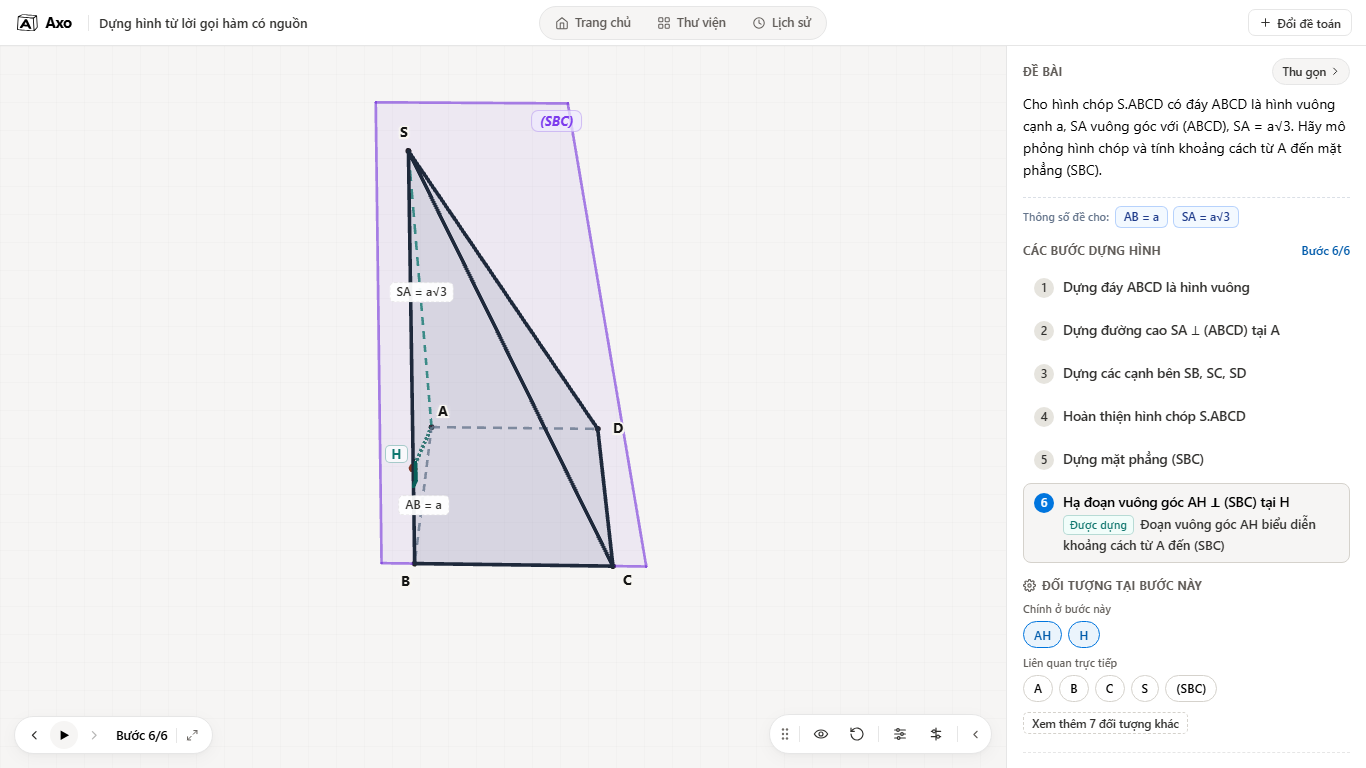 Axo
Dựng hình từ lời gọi hàm có nguồn
Trang chủ
Thư viện
Lịch sử
Đổi đề toán
(SBC)
S
SA = a√3
A
D
H
AB = a
B
C
Bước 6/6
ĐỀ BÀI
Thu gọn
Cho hình chóp S.ABCD có đáy ABCD là hình vuông
cạnh a, SA vuông góc với (ABCD), SA = a√3. Hãy mô
phỏng hình chóp và tính khoảng cách từ A đến mặt
phẳng (SBC).
Thông số đề cho: AB = a SA = a√3
CÁC BƯỚC DỰNG HÌNH
Bước 6/6
1 Dựng đáy ABCD là hình vuông
2 Dựng đường cao SA ⊥ (ABCD) tại A
3 Dựng các cạnh bên SB, SC, SD
4 Hoàn thiện hình chóp S.ABCD
5 Dựng mặt phẳng (SBC)
6 Hạ đoạn vuông góc AH ⊥ (SBC) tại H
Được dựng Đoạn vuông góc AH biểu diễn
khoảng cách từ A đến (SBC)
ĐỐI TƯỢNG TẠI BƯỚC NÀY
Chính ở bước này
AH H
Liên quan trực tiếp
A B C S (SBC)
Xem thêm 7 đối tượng khác